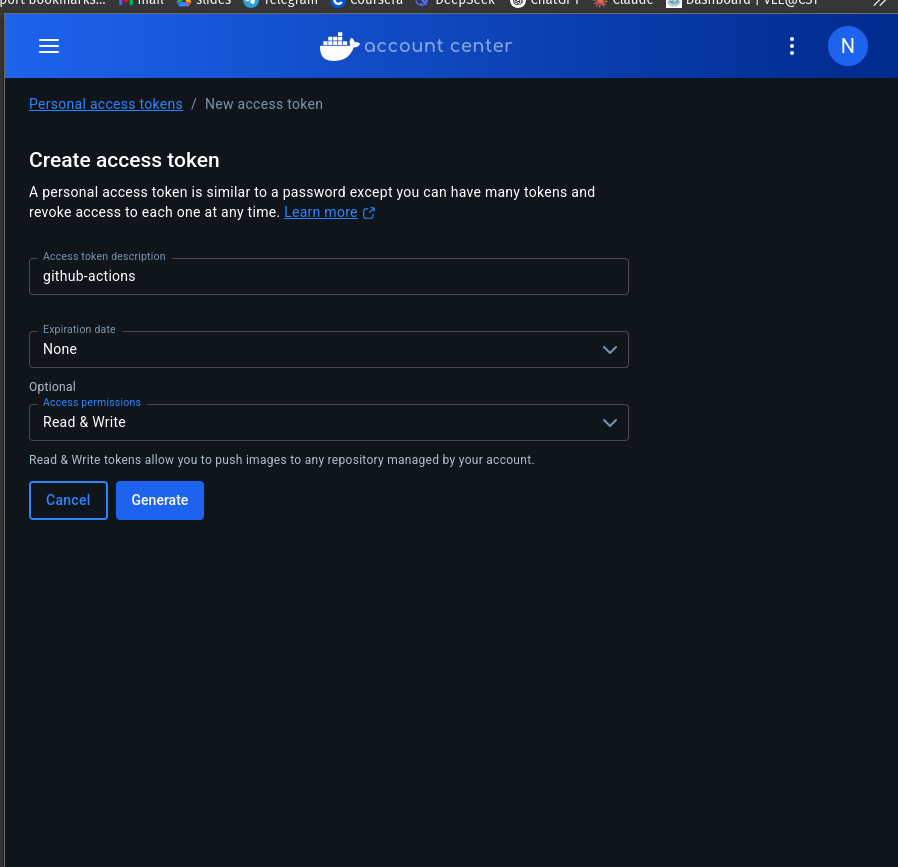 port bookmarks... mail slides Telegram Coursera DeepSeek ChatGPT Claude Dashboard | VLE@CST
account center N
Personal access tokens / New access token
Create access token
A personal access token is similar to a password except you can have many tokens and
revoke access to each one at any time. Learn more
Access token description
github-actions
Expiration date
None
Optional
Access permissions
Read & Write
Read & Write tokens allow you to push images to any repository managed by your account.
Cancel Generate